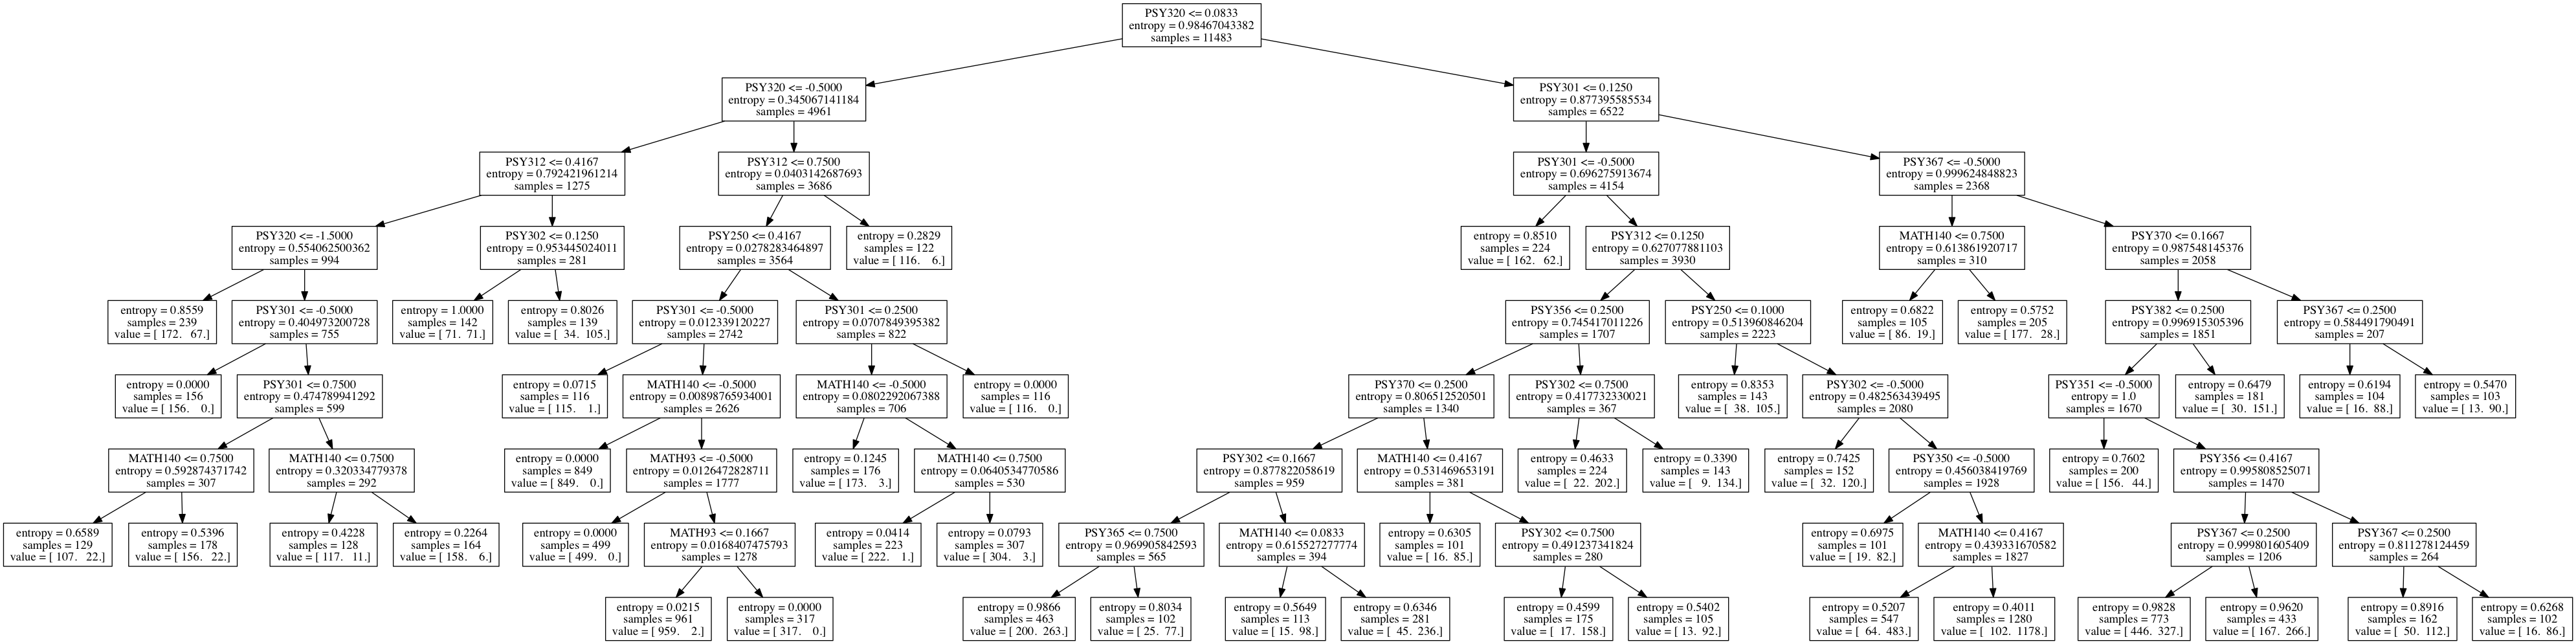 PSY320 <= 0.0833
entropy = 0.98467043382
samples = 11483
PSY320 <= -0.5000
entropy = 0.345067141184
samples = 4961
PSY301 <= 0.1250
entropy = 0.877395585534
samples = 6522
PSY312 <= 0.4167
entropy = 0.792421961214
samples = 1275
PSY312 <= 0.7500
entropy = 0.0403142687693
samples = 3686
PSY301 <= -0.5000
entropy = 0.696275913674
samples = 4154
PSY367 <= -0.5000
entropy = 0.999624848823
samples = 2368
PSY320 <= -1.5000
entropy = 0.554062500362
samples = 994
PSY302 <= 0.1250
entropy = 0.953445024011
samples = 281
PSY250 <= 0.4167
entropy = 0.0278283464897
samples = 3564
entropy = 0.2829
samples = 122
value = [ 116. 6.]
entropy = 0.8510
samples = 224
value = [ 162. 62.]
PSY312 <= 0.1250
entropy = 0.627077881103
samples = 3930
MATH140 <= 0.7500
entropy = 0.613861920717
samples = 310
PSY370 <= 0.1667
entropy = 0.987548145376
samples = 2058
entropy = 0.8559
samples = 239
value = [ 172. 67.]
PSY301 <= -0.5000
entropy = 0.404973200728
samples = 755
entropy = 1.0000
samples = 142
value = [ 71. 71.]
entropy = 0.8026
samples = 139
value = [ 34. 105.]
PSY301 <= -0.5000
entropy = 0.012339120227
samples = 2742
PSY301 <= 0.2500
entropy = 0.0707849395382
samples = 822
PSY356 <= 0.2500
entropy = 0.745417011226
samples = 1707
PSY250 <= 0.1000
entropy = 0.513960846204
samples = 2223
entropy = 0.6822
samples = 105
value = [ 86. 19.]
entropy = 0.5752
samples = 205
value = [ 177. 28.]
PSY382 <= 0.2500
entropy = 0.996915305396
samples = 1851
PSY367 <= 0.2500
entropy = 0.584491790491
samples = 207
entropy = 0.0000
samples = 156
value = [ 156. 0.]
PSY301 <= 0.7500
entropy = 0.474789941292
samples = 599
entropy = 0.0715
samples = 116
value = [ 115. 1.]
MATH140 <= -0.5000
entropy = 0.00898765934001
samples = 2626
MATH140 <= -0.5000
entropy = 0.0802292067388
samples = 706
entropy = 0.0000
samples = 116
value = [ 116. 0.]
PSY370 <= 0.2500
entropy = 0.806512520501
samples = 1340
PSY302 <= 0.7500
entropy = 0.417732330021
samples = 367
entropy = 0.8353
samples = 143
value = [ 38. 105.]
PSY302 <= -0.5000
entropy = 0.482563439495
samples = 2080
PSY351 <= -0.5000
entropy = 1.0
samples = 1670
entropy = 0.6479
samples = 181
value = [ 30. 151.]
entropy = 0.6194
samples = 104
value = [ 16. 88.]
entropy = 0.5470
samples = 103
value = [ 13. 90.]
MATH140 <= 0.7500
entropy = 0.592874371742
samples = 307
MATH140 <= 0.7500
entropy = 0.320334779378
samples = 292
entropy = 0.0000
samples = 849
value = [ 849. 0.]
MATH93 <= -0.5000
entropy = 0.0126472828711
samples = 1777
entropy = 0.1245
samples = 176
value = [ 173. 3.]
MATH140 <= 0.7500
entropy = 0.0640534770586
samples = 530
PSY302 <= 0.1667
entropy = 0.877822058619
samples = 959
MATH140 <= 0.4167
entropy = 0.531469653191
samples = 381
entropy = 0.4633
samples = 224
value = [ 22. 202.]
entropy = 0.3390
samples = 143
value = [ 9. 134.]
entropy = 0.7425
samples = 152
value = [ 32. 120.]
PSY350 <= -0.5000
entropy = 0.456038419769
samples = 1928
entropy = 0.7602
samples = 200
value = [ 156. 44.]
PSY356 <= 0.4167
entropy = 0.995808525071
samples = 1470
entropy = 0.6589
samples = 129
value = [ 107. 22.]
entropy = 0.5396
samples = 178
value = [ 156. 22.]
entropy = 0.4228
samples = 128
value = [ 117. 11.]
entropy = 0.2264
samples = 164
value = [ 158. 6.]
entropy = 0.0000
samples = 499
value = [ 499. 0.]
MATH93 <= 0.1667
entropy = 0.0168407475793
samples = 1278
entropy = 0.0414
samples = 223
value = [ 222. 1.]
entropy = 0.0793
samples = 307
value = [ 304. 3.]
PSY365 <= 0.7500
entropy = 0.969905842593
samples = 565
MATH140 <= 0.0833
entropy = 0.615527277774
samples = 394
entropy = 0.6305
samples = 101
value = [ 16. 85.]
PSY302 <= 0.7500
entropy = 0.491237341824
samples = 280
entropy = 0.6975
samples = 101
value = [ 19. 82.]
MATH140 <= 0.4167
entropy = 0.439331670582
samples = 1827
PSY367 <= 0.2500
entropy = 0.999801605409
samples = 1206
PSY367 <= 0.2500
entropy = 0.811278124459
samples = 264
entropy = 0.0215
samples = 961
value = [ 959. 2.]
entropy = 0.0000
samples = 317
value = [ 317. 0.]
entropy = 0.9866
samples = 463
value = [ 200. 263.]
entropy = 0.8034
samples = 102
value = [ 25. 77.]
entropy = 0.5649
samples = 113
value = [ 15. 98.]
entropy = 0.6346
samples = 281
value = [ 45. 236.]
entropy = 0.4599
samples = 175
value = [ 17. 158.]
entropy = 0.5402
samples = 105
value = [ 13. 92.]
entropy = 0.5207
samples = 547
value = [ 64. 483.]
entropy = 0.4011
samples = 1280
value = [ 102. 1178.]
entropy = 0.9828
samples = 773
value = [ 446. 327.]
entropy = 0.9620
samples = 433
value = [ 167. 266.]
entropy = 0.8916
samples = 162
value = [ 50. 112.]
entropy = 0.6268
samples = 102
value = [ 16. 86.]